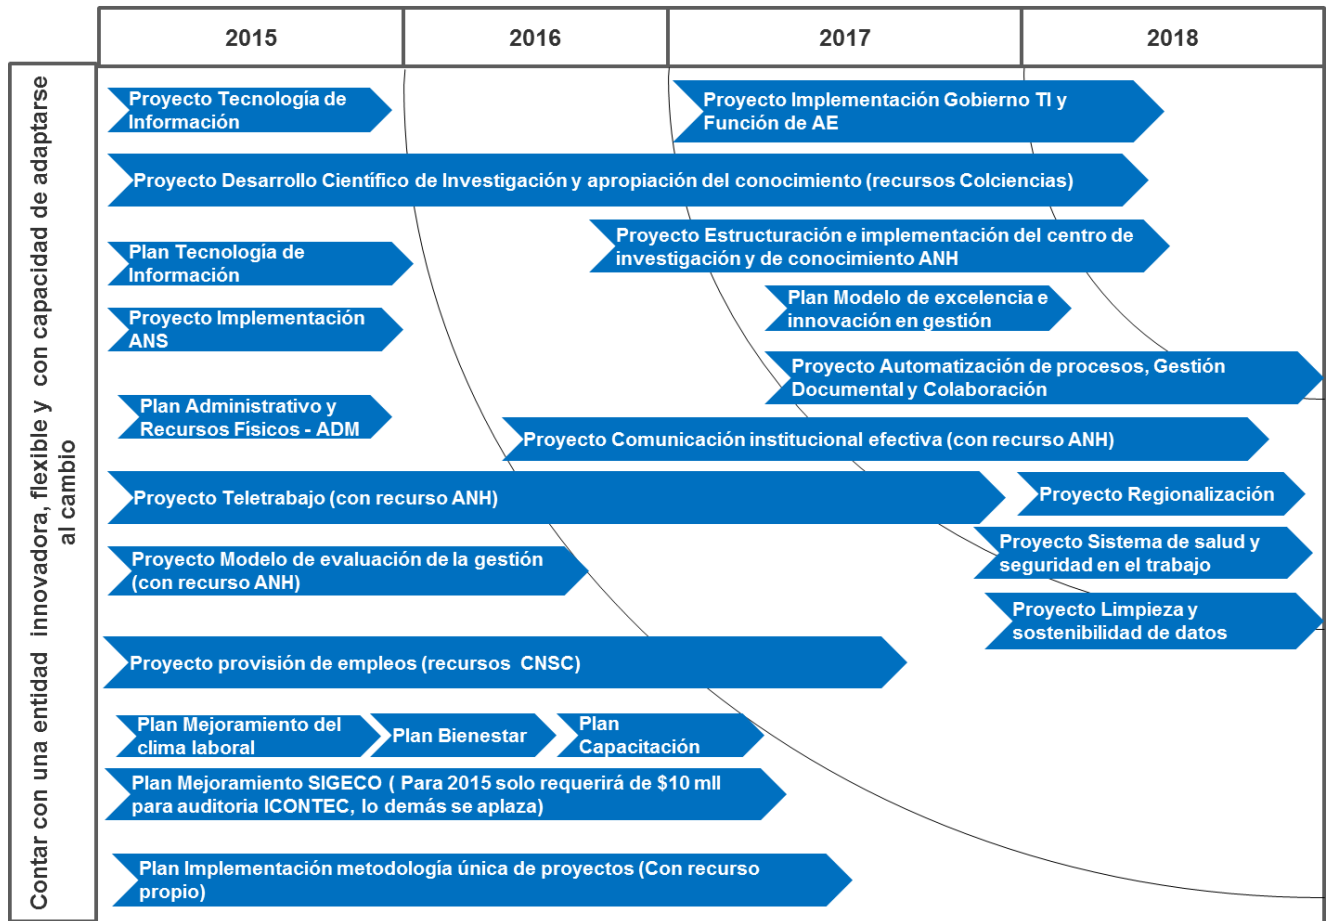 2015
2016
2017
2018
Contar con una entidad innovadora, flexible y con capacidad de adaptarse
al cambio
Proyecto Tecnología de
Información
Proyecto Implementación Gobierno TI y
Función de AE
Proyecto Desarrollo Científico de Investigación y apropiación del conocimiento (recursos Colciencias)
Proyecto Estructuración e implementación del centro de
investigación y de conocimiento ANH
Plan Tecnología de
Información
Plan Modelo de excelencia e
innovación en gestión
Proyecto Implementación
ANS
Proyecto Automatización de procesos, Gestión
Documental y Colaboración
Plan Administrativo y
Recursos Físicos - ADM
Proyecto Comunicación institucional efectiva (con recurso ANH)
Proyecto Teletrabajo (con recurso ANH)
Proyecto Regionalización
Proyecto Sistema de salud y
seguridad en el trabajo
Proyecto Modelo de evaluación de la gestión
(con recurso ANH)
Proyecto Limpieza y
sostenibilidad de datos
Proyecto provisión de empleos (recursos CNSC)
Plan Mejoramiento del
clima laboral
Plan Bienestar
Plan
Capacitación
Plan Mejoramiento SIGECO ( Para 2015 solo requerirá de $10 mll
para auditoria ICONTEC, lo demás se aplaza)
Plan Implementación metodología única de proyectos (Con recurso
propio)